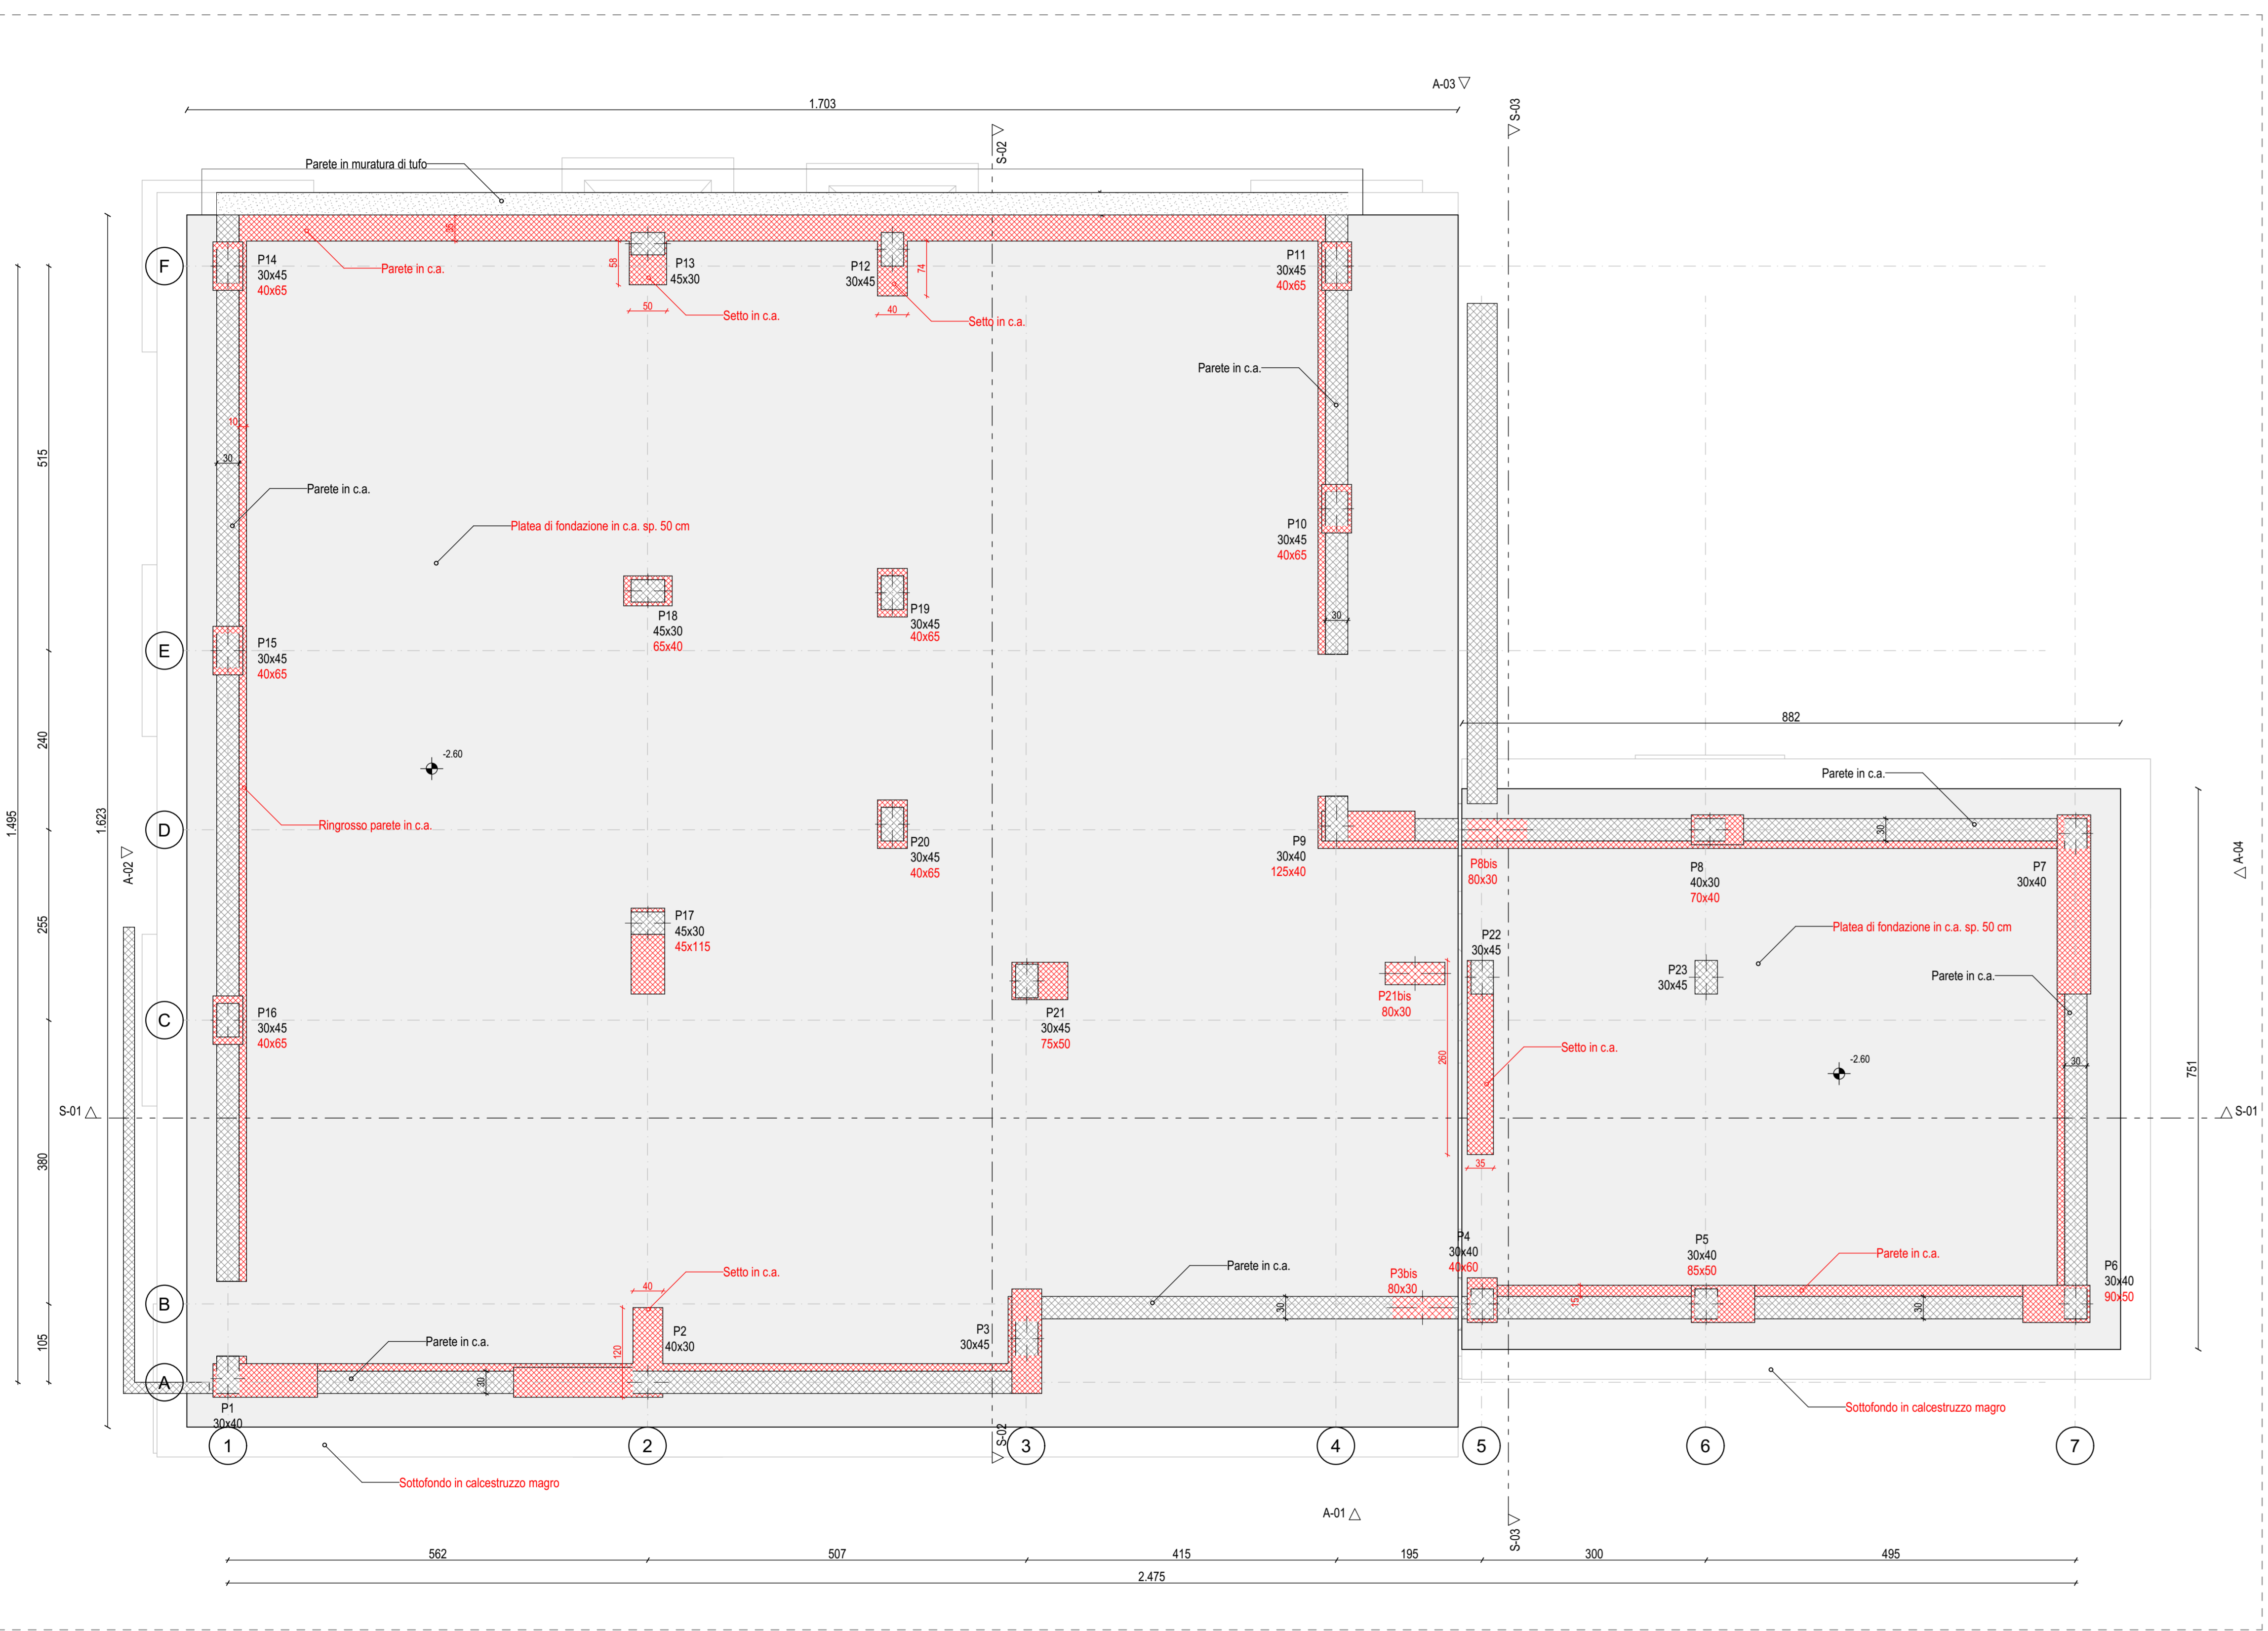 A-03
S-03
1.703
S-02
Parete in muratura di tufo
35
F
P14
30x45
40x65
Parete in c.a.
58
P13
45x30
50
Setto in c.a.
P12
30x45
74
40
Setto in c.a.
P11
30x45
40x65
Parete in c.a.
10
30
515
Parete in c.a.
Platea di fondazione in c.a. sp. 50 cm
P10
30x45
40x65
P18
45x30
65x40
P19
30x45
40x65
30
E
P15
30x45
40x65
882
240
-2.60
Parete in c.a.
1.495
1.623
D
Ringrosso parete in c.a.
P20
30x45
40x65
P9
30x40
125x40
P8bis
80x30
P8
40x30
70x40
30
P7
30x40
A-02
A-04
255
P17
45x30
45x115
P22
30x45
Platea di fondazione in c.a. sp. 50 cm
P23
30x45
Parete in c.a.
C
P16
30x45
40x65
P21
30x45
75x50
P21bis
80x30
260
Setto in c.a.
-2.60
30
751
S-01
S-01
380
35
P4
30x40
40x60
P5
30x40
85x50
Parete in c.a.
Setto in c.a.
Parete in c.a.
P3bis
80x30
P6
30x40
90x50
40
B
30
15
30
105
Parete in c.a.
120
P2
40x30
P3
30x45
A
30
P1
30x40
Sottofondo in calcestruzzo magro
S-02
1
2
3
4
5
6
7
Sottofondo in calcestruzzo magro
A-01
S-03
562
507
415
195
300
495
2.475